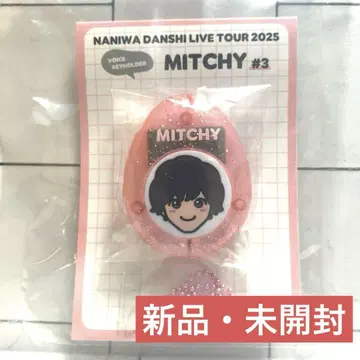 NANIWA DANSHI LIVE TOUR 2025
VOICE
KEYHOLDER
MITCHY #3
MITCHY
新品・未開封